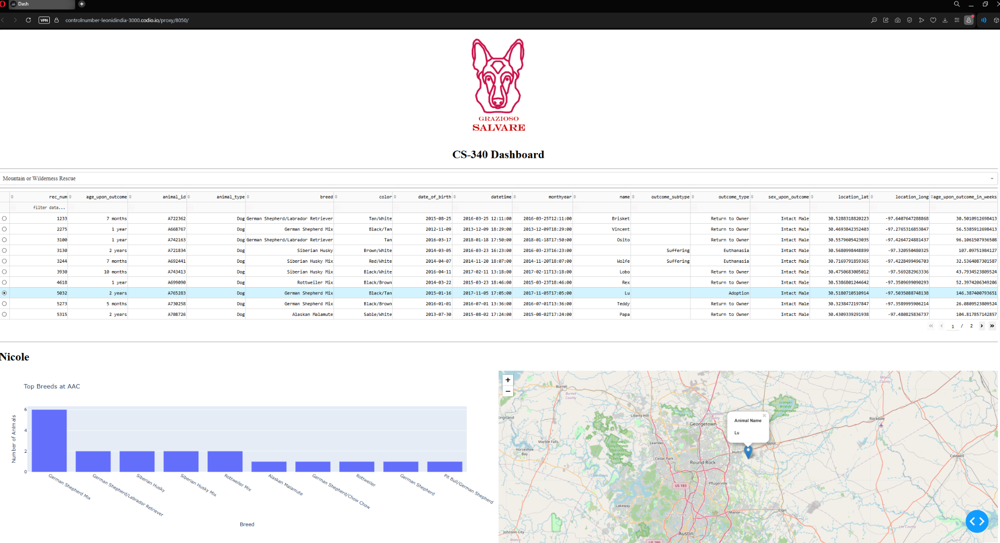 Dash
VPN controlnumber-leonidindia-3000.codio.io/proxy/8050/
GRAZIOSO
SALVARE
CS-340 Dashboard
Mountain or Wilderness Rescue
rec_num age_upon_outcome animal_id animal_type breed color date_of_birth datetime monthyear name outcome_subtype outcome_type sex_upon_outcome location_lat location_long age_upon_outcome_in_weeks
filter data...
1233 7 months A722362 Dog German Shepherd/Labrador Retriever Tan/White 2015-08-25 2016-03-25 12:11:00 2016-03-25T12:11:00 Brisket Return to Owner Intact Male 30.5288318820223 -97.6407647288868 30.5010912698413
2275 1 year A668767 Dog German Shepherd Mix Black/Tan 2012-11-09 2013-12-09 18:29:00 2013-12-09T18:29:00 Vincent Return to Owner Intact Male 30.4693842352403 -97.2765316853847 56.5385912698413
3100 1 year A742163 Dog German Shepherd/Labrador Retriever Tan 2016-03-17 2018-01-18 17:50:00 2018-01-18T17:50:00 Osito Return to Owner Intact Male 30.5579605423035 -97.4264724881437 96.1061507936508
3130 2 years A721834 Dog Siberian Husky Brown/White 2014-03-05 2016-03-23 16:23:00 2016-03-23T16:23:00 Suffering Euthanasia Intact Male 30.5680998448899 -97.320550480325 107.09751984127
3244 7 months A692441 Dog Siberian Husky Mix Red/White 2014-04-07 2014-11-20 18:07:00 2014-11-20T18:07:00 Wolfe Suffering Euthanasia Intact Male 30.7169791859365 -97.4228499496703 32.5364087301587
3930 10 months A743413 Dog Siberian Husky Mix Black/White 2016-04-11 2017-02-11 13:18:00 2017-02-11T13:18:00 Lobo Return to Owner Intact Male 30.4750683005012 -97.569282963336 43.7934523809524
4618 1 year A699090 Dog Rottweiler Mix Black/Brown 2014-03-22 2015-03-23 18:46:00 2015-03-23T18:46:00 Rex Return to Owner Intact Male 30.5386801244642 -97.3509699090293 52.3974206349206
5032 2 years A765283 Dog German Shepherd Mix Black/Tan 2015-01-16 2017-11-05 17:05:00 2017-11-05T17:05:00 Lu Adoption Intact Male 30.5180710510914 -97.5035088748138 146.387400793651
5273 5 months A730258 Dog German Shepherd Mix Black/Brown 2016-01-01 2016-07-01 13:36:00 2016-07-01T13:36:00 Teddy Return to Owner Intact Male 30.3238472197847 -97.3589995906214 26.0809523809524
5315 2 years A708726 Dog Alaskan Malamute Sable/White 2013-07-30 2015-08-02 17:24:00 2015-08-02T17:24:00 Papa Return to Owner Intact Male 30.4309339291938 -97.480825836737 104.817857142857
1 / 2
Nicole
Top Breeds at AAC
Number of Animals
6
4
2
0
German Shepherd Mix
German Shepherd/Labrador Retriever
Siberian Husky
Siberian Husky Mix
Rottweiler Mix
Alaskan Malamute
German Shepherd/Chow Chow
Rottweiler
German Shepherd
Pit Bull/German Shepherd
Breed
+
−
Milam
County
Burnet
Burnet
County
Granger
Wildlife
Management
Area
ingsland
Liberty Hill
Williamson
County
Georgetown
Animal Name
Lu
Rockdale
Marble Falls
Leander
Taylor
Balcones
Canyonlands
National
Wildlife
Refuge
Horseshoe
Bay
Hutto
Cedar Park
Round Rock
Caldwell
Lake Travis
US 183
Pflugerville
Lakeway
Manor
Elgin
Travis County
Lee County
Johnson City
Austin
Blanco
US 290